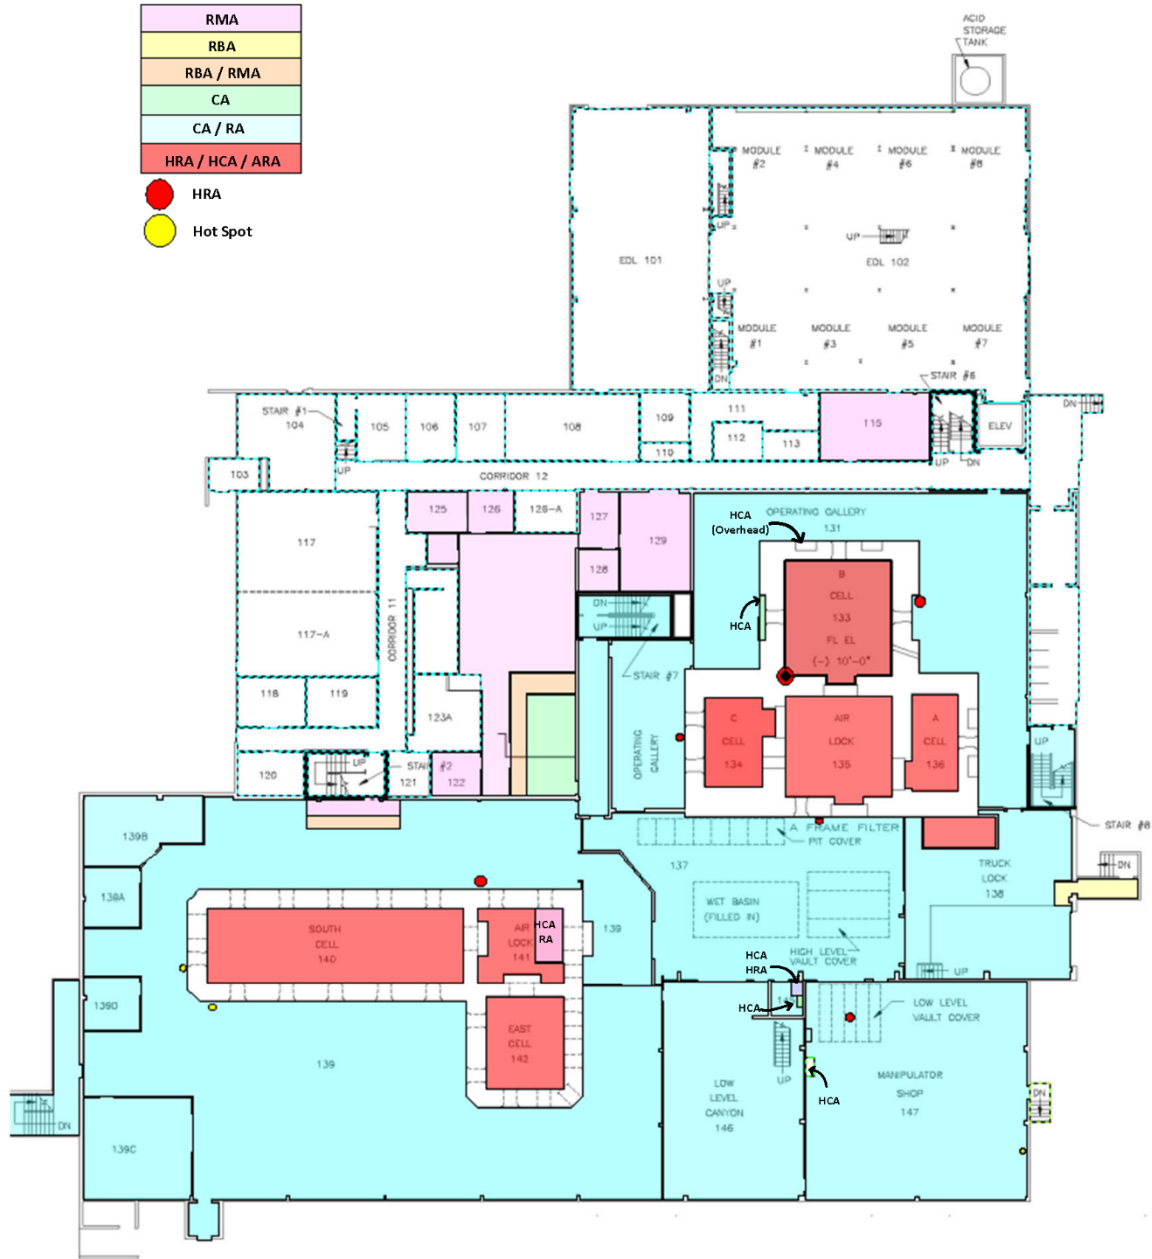 RMA
RBA
RBA / RMA
CA
CA / RA
HRA / HCA / ARA
HRA
Hot Spot
ACID
STORAGE
TANK
MODULE
#2
MODULE
#4
MODULE
#6
MODULE
#8
UP
UP
EDL 101
EDL 102
UP
MODULE
#1
MODULE
#3
MODULE
#5
MODULE
#7
DN
STAIR #6
STAIR #1
104
105
106
107
108
109
110
111
112
113
115
ELEV
DN
UP
UP
DN
103
CORRIDOR 12
125
126
126-A
127
128
129
117
117-A
CORRIDOR 11
118
119
120
121
122
123A
UP
STAIR #2
DN
UP
STAIR #7
HCA
(Overhead)
OPERATING GALLERY
131
HCA
B
CELL
133
FL EL
(-) 10'-0"
C
CELL
134
AIR
LOCK
135
A
CELL
136
OPERATING
GALLERY
UP
STAIR #8
139B
139A
139D
139C
139
139
SOUTH
CELL
140
AIR
LOCK
141
HCA
RA
EAST
CELL
142
137
A FRAME FILTER
PIT COVER
WET BASIN
(FILLED IN)
HIGH LEVEL
VAULT COVER
TRUCK
LOCK
138
UP
DN
HCA
HRA
HCA
LOW LEVEL
VAULT COVER
UP
HCA
LOW
LEVEL
CANYON
146
MANIPULATOR
SHOP
147
DN
DN